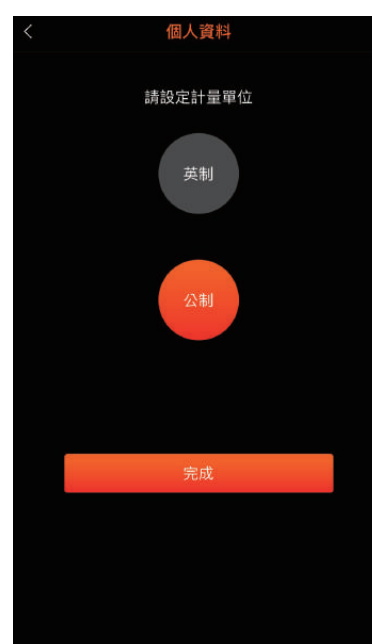 個人資料
請設定計量單位
英制
公制
完成